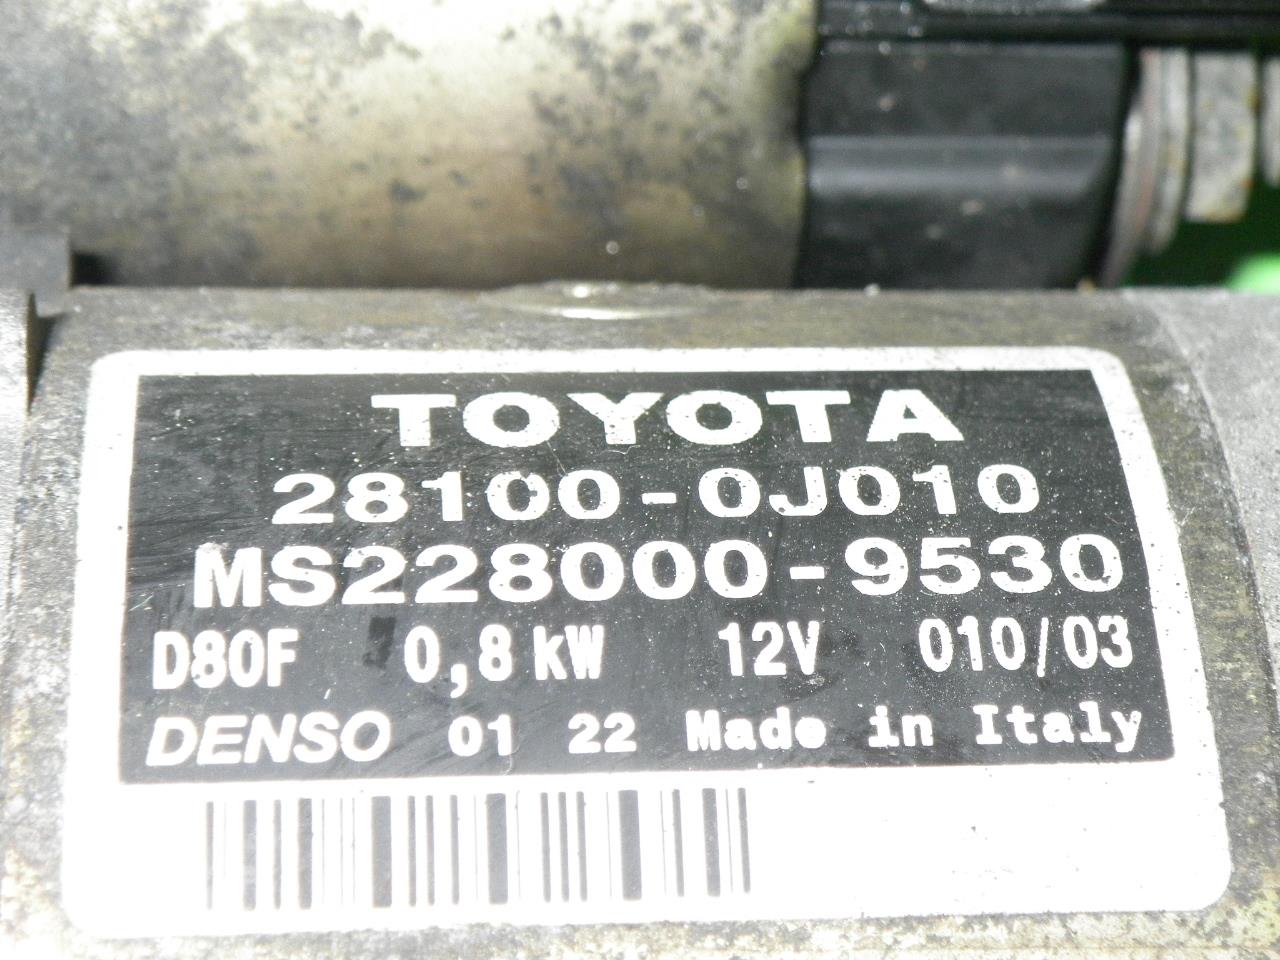 TOYOTA
28100-0J010
MS228000-9530
D80F 0,8 kW 12V 010/03
DENSO 01 22 Made in Italy